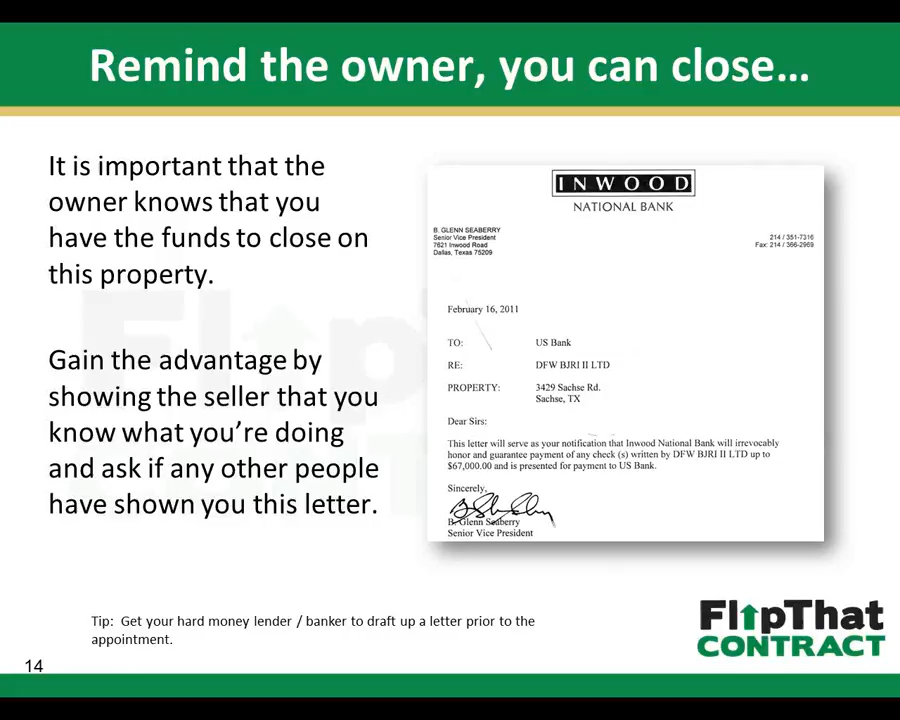 Remind the owner, you can close...
It is important that the
owner knows that you
have the funds to close on
this property.
Gain the advantage by
showing the seller that you
know what you’re doing
and ask if any other people
have shown you this letter.
INWOOD
NATIONAL BANK
B. GLENN SEABERRY
Senior Vice President
7621 Inwood Road
Dallas, Texas 75209
214 / 351-7316
Fax: 214 / 366-2969
February 16, 2011
TO: US Bank
RE: DFW BJRI II LTD
PROPERTY: 3429 Sachse Rd.
Sachse, TX
Dear Sirs:
This letter will serve as your notification that Inwood National Bank will irrevocably
honor and guarantee payment of any check (s) written by DFW BJRI II LTD up to
$67,000.00 and is presented for payment to US Bank.
Sincerely,
B. Glenn Seaberry
Senior Vice President
Tip: Get your hard money lender / banker to draft up a letter prior to the
appointment.
FlipThat
CONTRACT
14